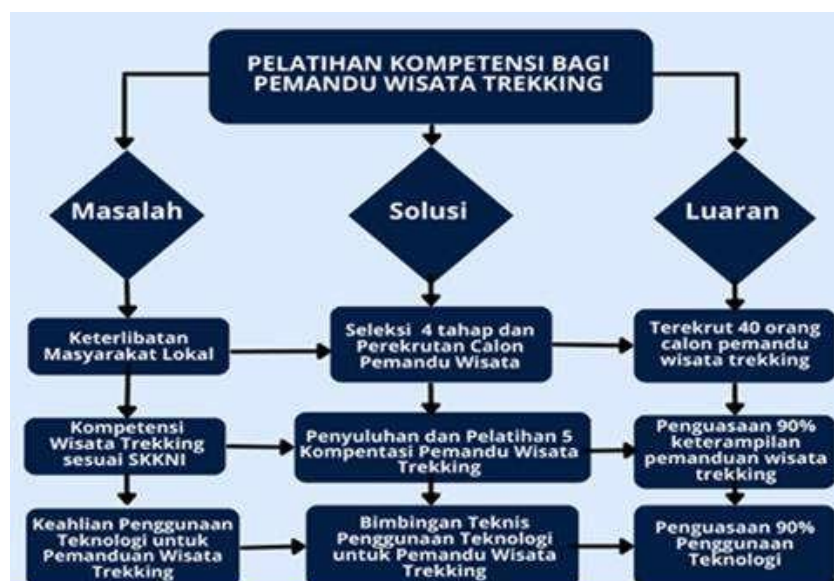 PELATIHAN KOMPETENSI BAGI
PEMANDU WISATA TREKKING
Masalah
Solusi
Luaran
Keterlibatan
Masyarakat Lokal
Seleksi 4 tahap dan
Perekrutan Calon
Pemandu Wisata
Terekrut 40 orang
calon pemandu
wisata trekking
Kompetensi
Wisata Trekking
sesuai SKKNI
Penyuluhan dan Pelatihan 5
Kompentasi Pemandu Wisata
Trekking
Penguasaan 90%
keterampilan
pemanduan wisata
trekking
Keahlian Penggunaan
Teknologi untuk
Pemanduan Wisata
Trekking
Bimbingan Teknis
Penggunaan Teknologi
untuk Pemandu Wisata
Trekking
Penguasaan 90%
Penggunaan
Teknologi